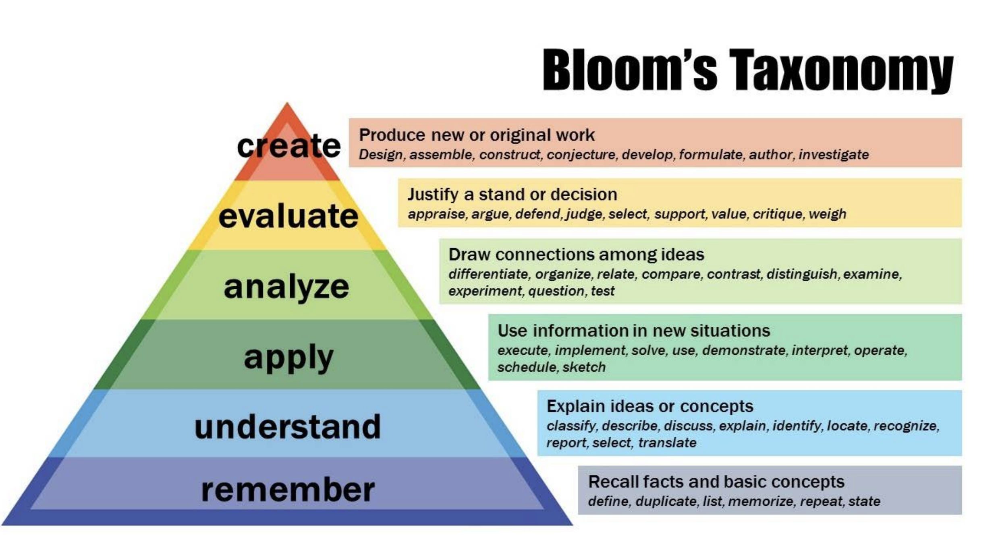 Bloom's Taxonomy
create
Produce new or original work
Design, assemble, construct, conjecture, develop, formulate, author, investigate
evaluate
Justify a stand or decision
appraise, argue, defend, judge, select, support, value, critique, weigh
analyze
Draw connections among ideas
differentiate, organize, relate, compare, contrast, distinguish, examine,
experiment, question, test
apply
Use information in new situations
execute, implement, solve, use, demonstrate, interpret, operate,
schedule, sketch
understand
Explain ideas or concepts
classify, describe, discuss, explain, identify, locate, recognize,
report, select, translate
remember
Recall facts and basic concepts
define, duplicate, list, memorize, repeat, state